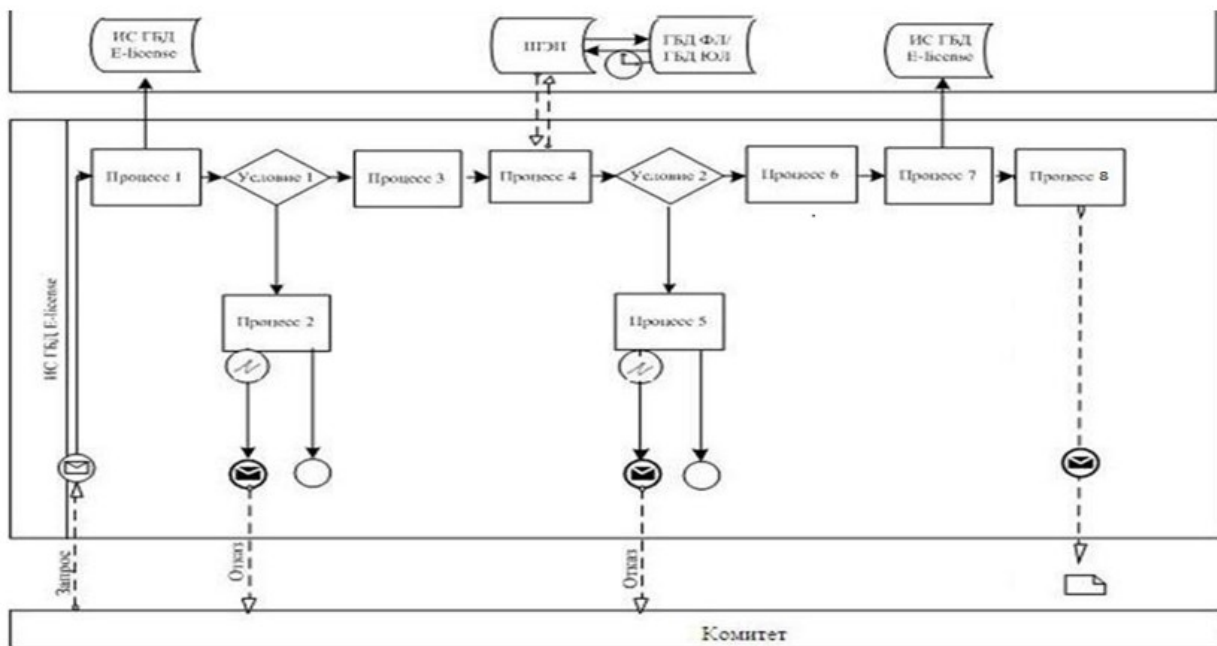 ИС ГБД
E-license
ШЭП
ГБД ФЛ/
ГБД ЮЛ
ИС ГБД
E-license
Процесс 1
Условие 1
Процесс 3
Процесс 4
Условие 2
Процесс 6
Процесс 7
Процесс 8
Процесс 2
Процесс 5
ИС ГБД E-license
Запрос
Отказ
Отказ
Комитет